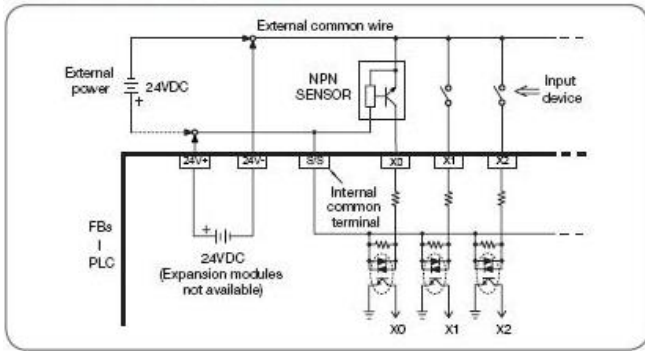 External common wire
External
power
24VDC
+
NPN
SENSOR
Input
device
24V+
24V-
S/S
X0
X1
X2
Internal
common
terminal
FBs
PLC
+
24VDC
(Expansion modules
not available)
X0
X1
X2